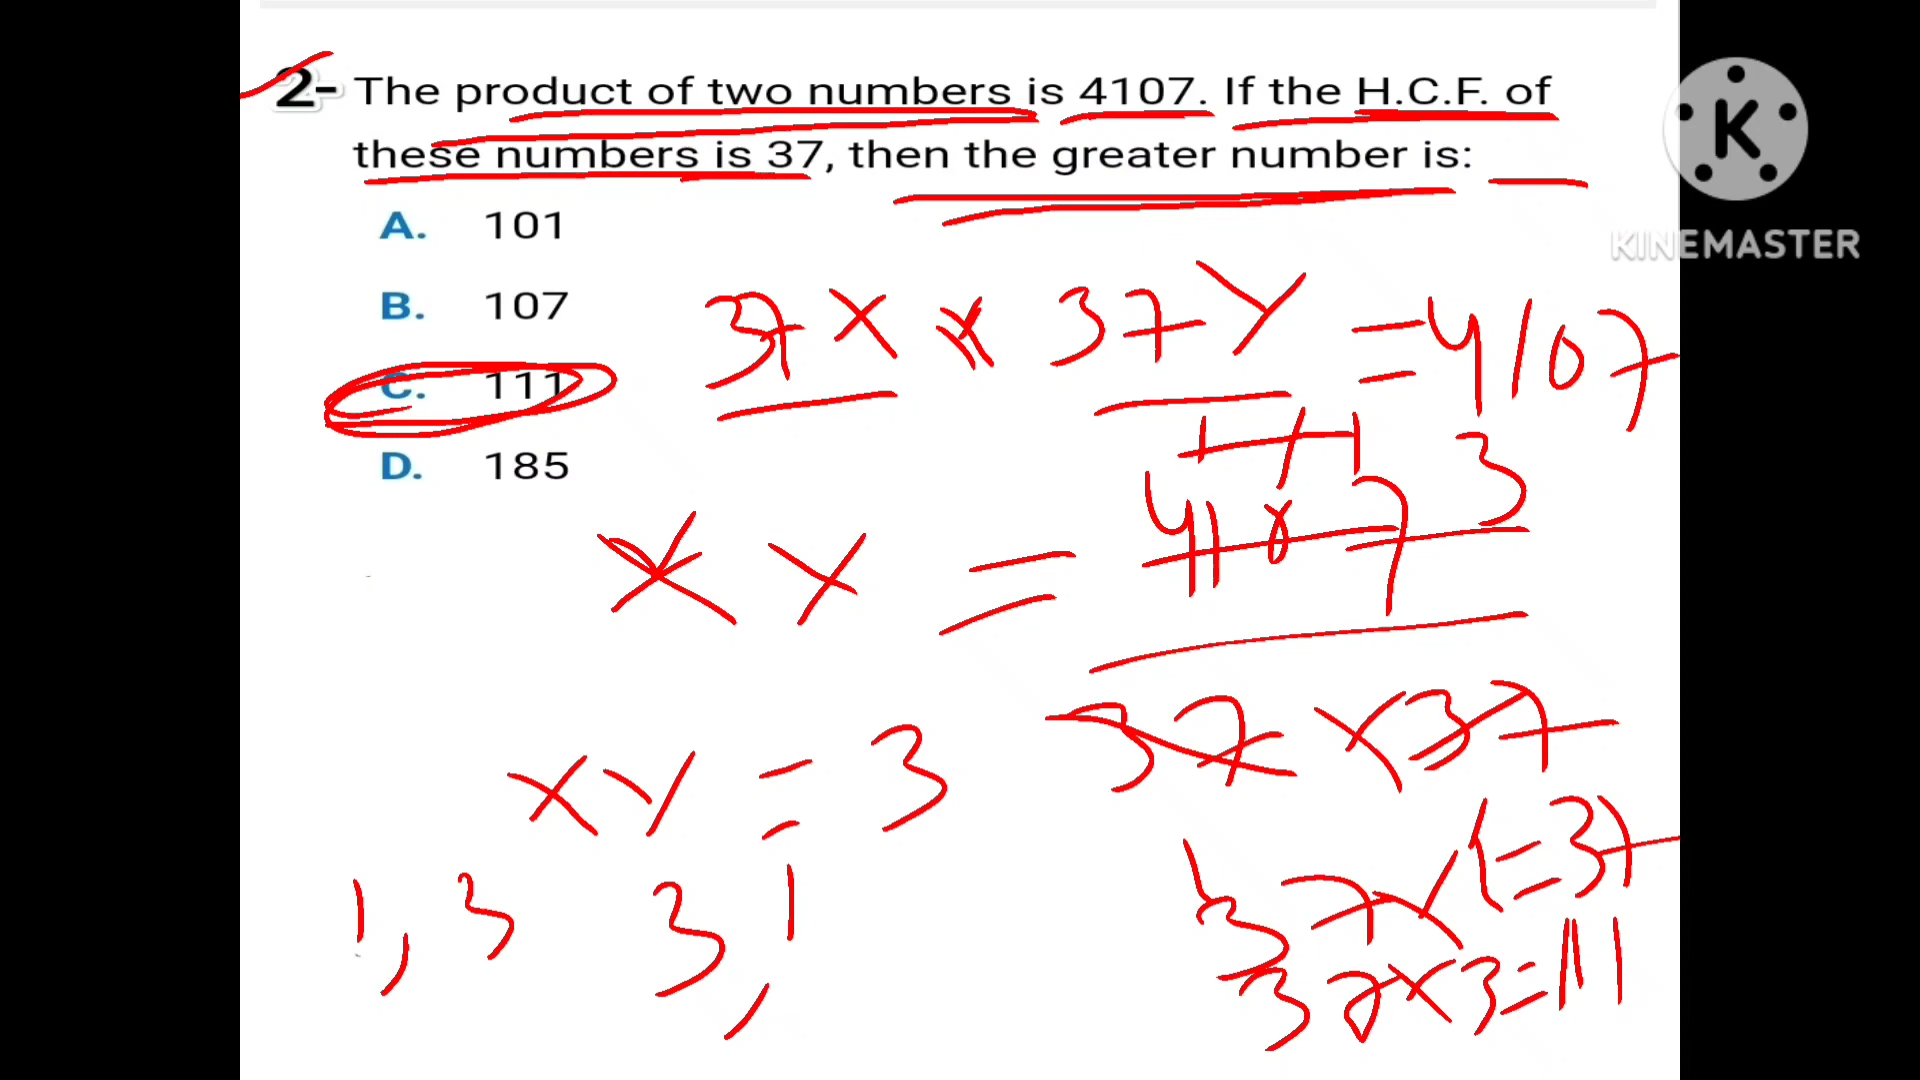 2- The product of two numbers is 4107. If the H.C.F. of
these numbers is 37, then the greater number is:
A. 101
B. 107
C. 111
D. 185
37X x 37Y = 4107
111 3
X Y = 4107
37 x 37
XY = 3
1, 3 3, 1
37 x 1 = 37
37 x 3 = 111
K
KINEMASTER